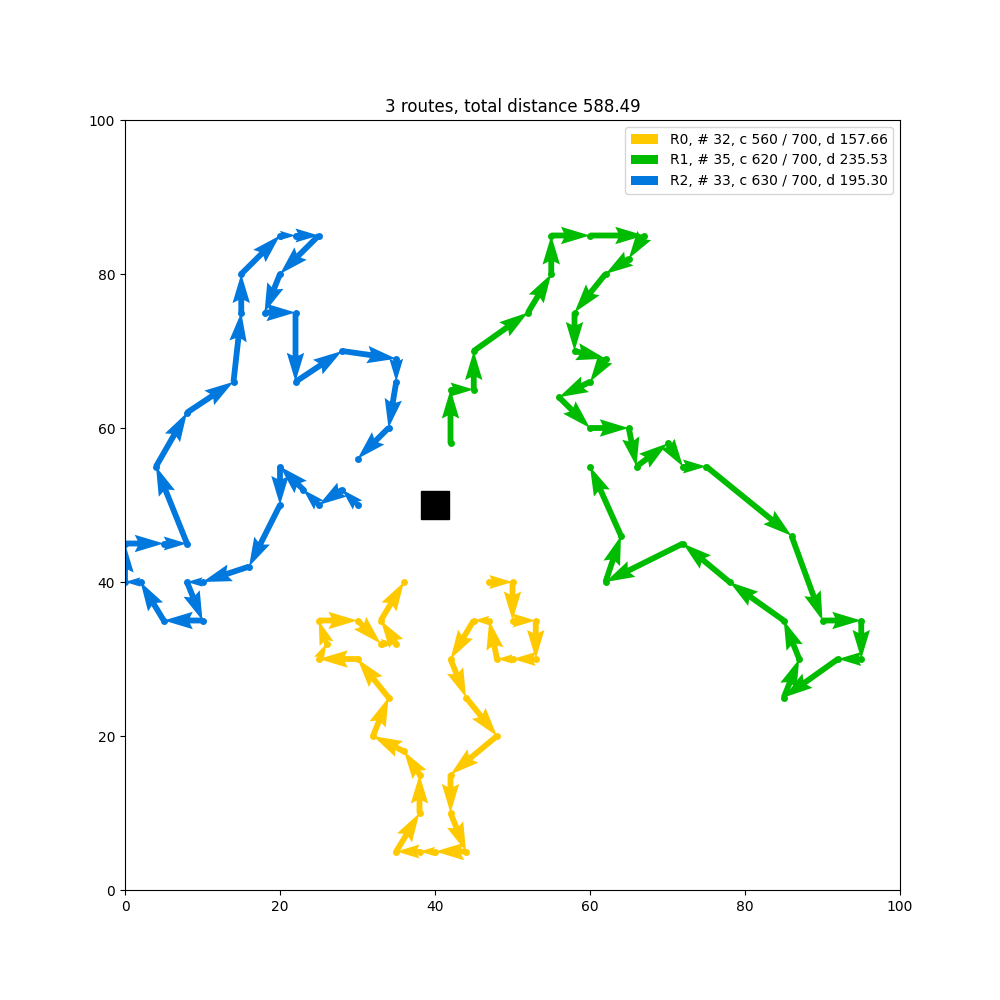 3 routes, total distance 588.49
R0, # 32, c 560 / 700, d 157.66
R1, # 35, c 620 / 700, d 235.53
R2, # 33, c 630 / 700, d 195.30
100
80
60
40
20
0
0 20 40 60 80 100